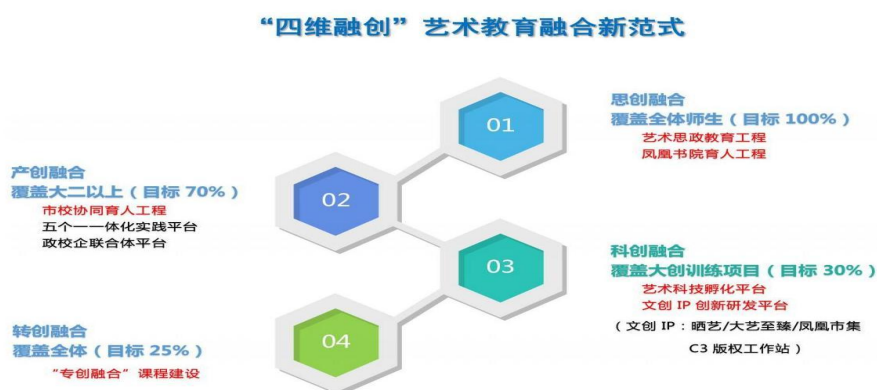 “四维融创”艺术教育融合新范式
01
思创融合
覆盖全体师生（目标 100%）
艺术思政教育工程
凤凰书院育人工程
产创融合
覆盖大二以上（目标 70%）
市校协同育人工程
五个一一体化实践平台
政校企联合体平台
02
03
科创融合
覆盖大创训练项目（目标 30%）
艺术科技孵化平台
文创 IP 创新研发平台
（文创 IP：晒艺/大艺至臻/凤凰市集
C3 版权工作站）
转创融合
覆盖全体（目标 25%）
“专创融合”课程建设
04